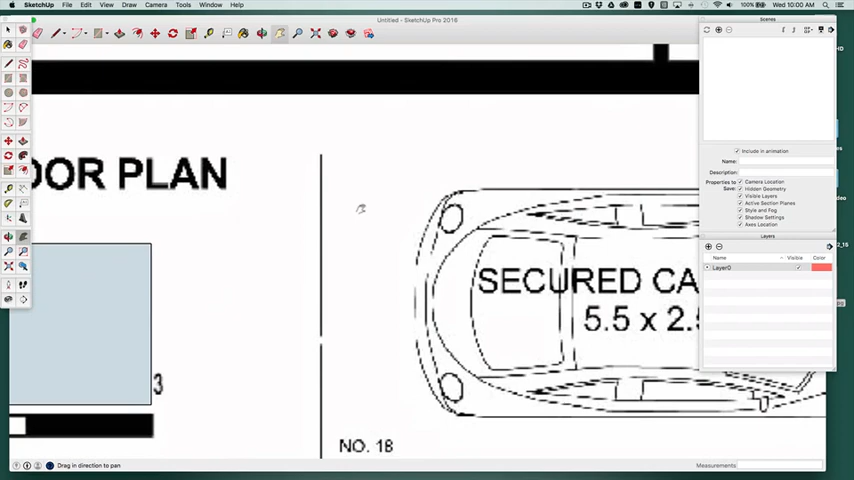 SketchUp File Edit View Draw Camera Tools Window Help
100% Wed 10:00 AM
Untitled - SketchUp Pro 2016
Scenes
Include in animation
Name:
Description:
Properties to Save:
Camera Location
Hidden Geometry
Visible Layers
Active Section Planes
Style and Fog
Shadow Settings
Axes Location
Layers
Name Visible Color
Layer0
OOR PLAN
SECURED CA
5.5 x 2.5
3
NO. 18
Drag in direction to pan
Measurements